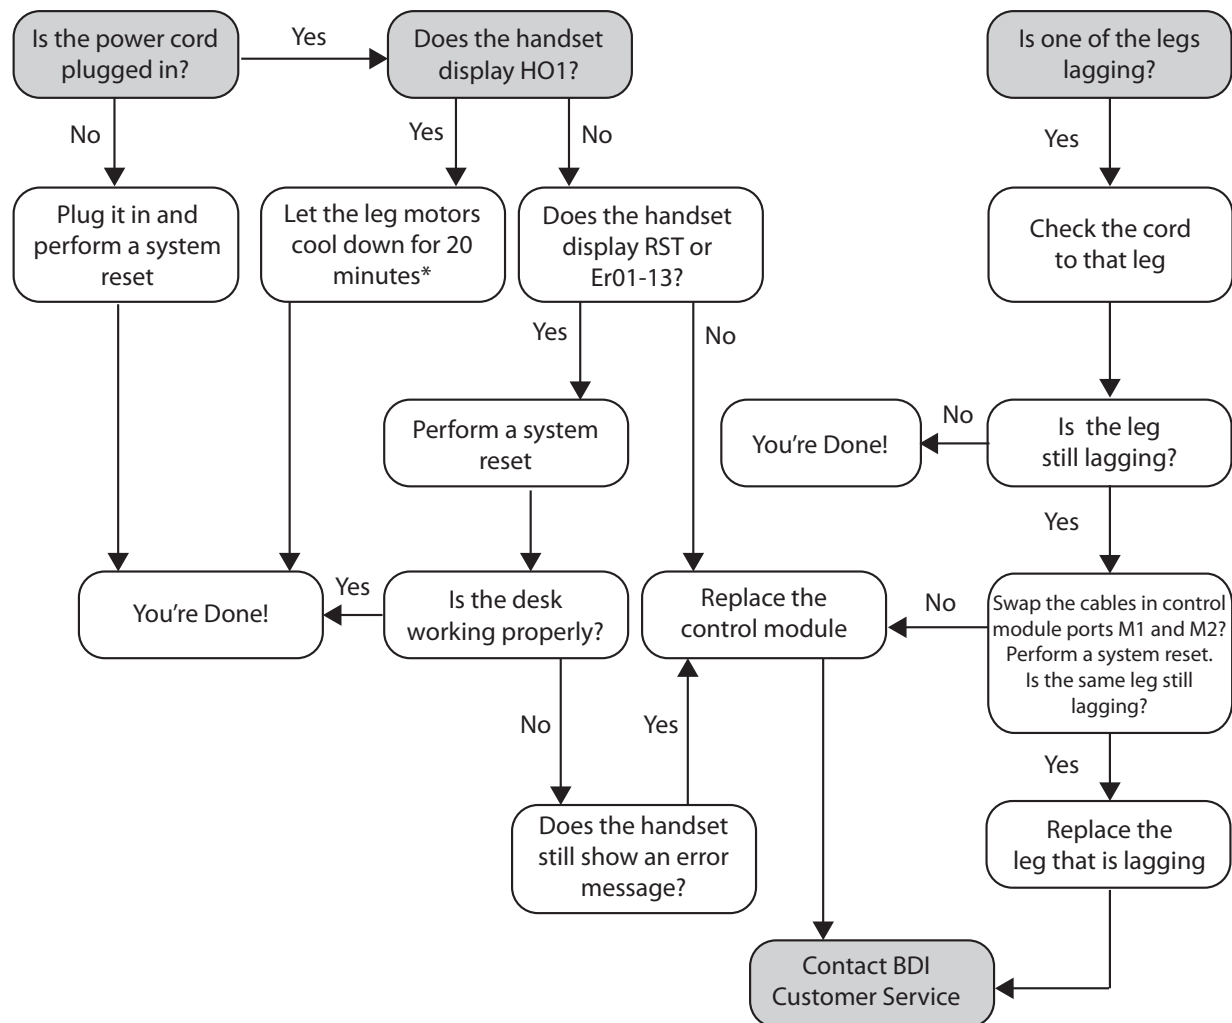 Is the power cord
plugged in?
Yes
Does the handset
display HO1?
Is one of the legs
lagging?
No
Yes
No
Yes
Plug it in and
perform a system
reset
Let the leg motors
cool down for 20
minutes*
Does the handset
display RST or
Er01-13?
Check the cord
to that leg
Yes
No
Perform a system
reset
You're Done!
No
Is the leg
still lagging?
Yes
You're Done!
Yes
Is the desk
working properly?
Replace the
control module
No
Swap the cables in control
module ports M1 and M2?
Perform a system reset.
Is the same leg still
lagging?
No
Yes
Yes
Does the handset
still show an error
message?
Replace the
leg that is lagging
Contact BDI
Customer Service